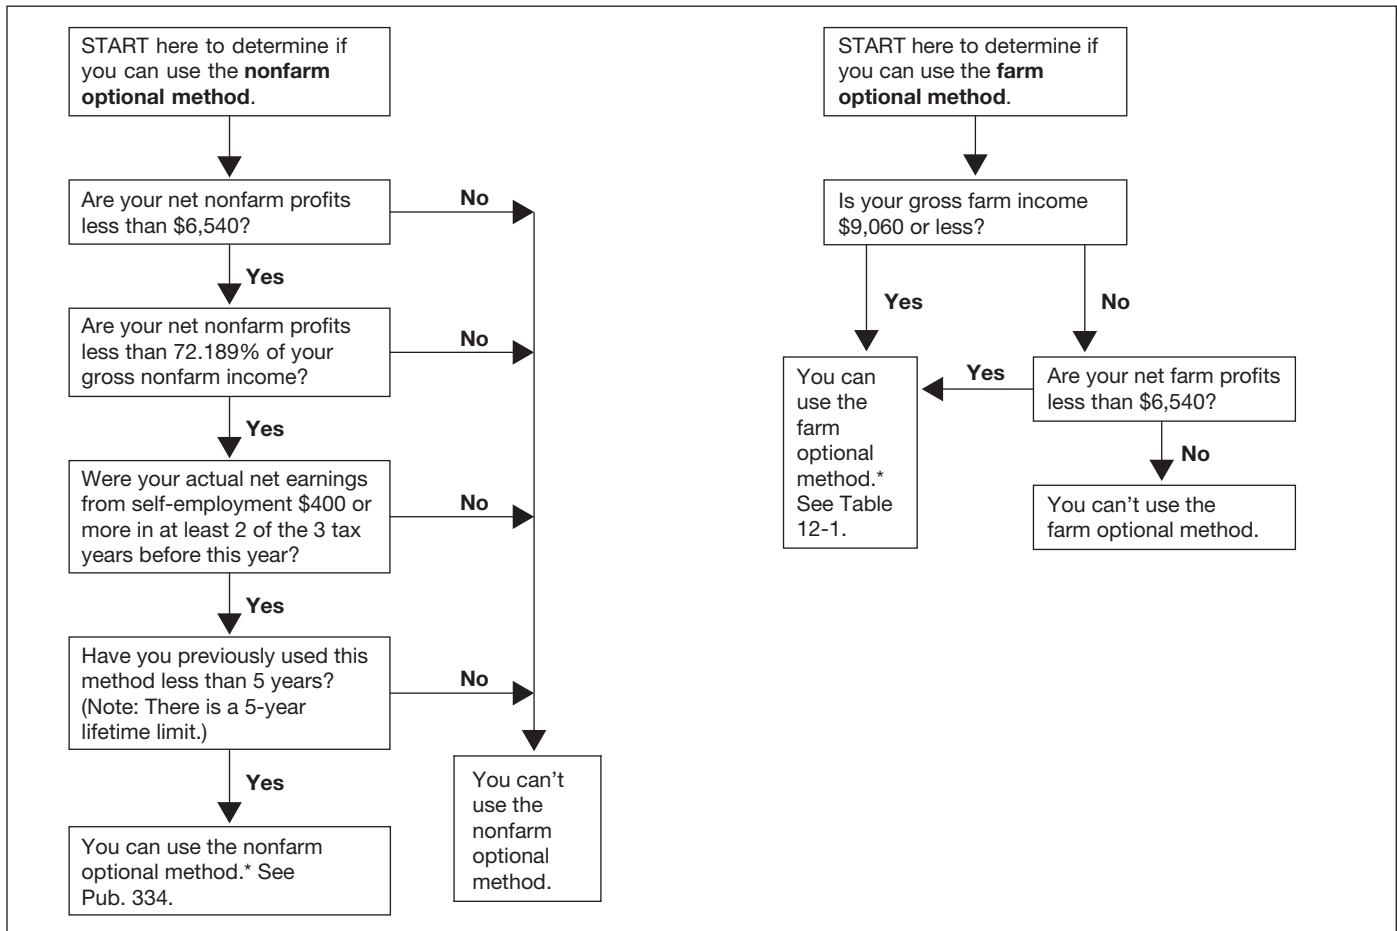 START here to determine if
you can use the nonfarm
optional method.
Are your net nonfarm profits
less than $6,540?
No
Yes
Are your net nonfarm profits
less than 72.189% of your
gross nonfarm income?
No
Yes
Were your actual net earnings
from self-employment $400 or
more in at least 2 of the 3 tax
years before this year?
No
Yes
Have you previously used this
method less than 5 years?
(Note: There is a 5-year
lifetime limit.)
No
Yes
You can use the nonfarm
optional method.* See
Pub. 334.
You can't
use the
nonfarm
optional
method.
START here to determine if
you can use the farm
optional method.
Is your gross farm income
$9,060 or less?
Yes
No
You can
use the
farm
optional
method.*
See Table
12-1.
Yes
Are your net farm profits
less than $6,540?
No
You can't use the
farm optional method.